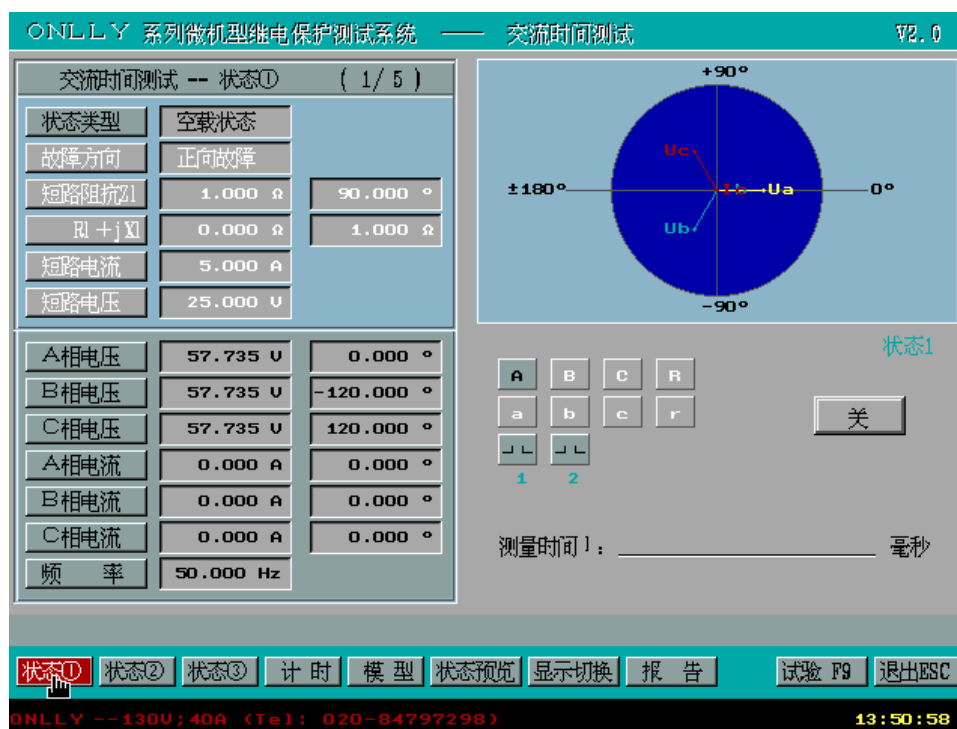 ONLLY 系列微机型继电保护测试系统 —— 交流时间测试 V2.0
交流时间测试 -- 状态① ( 1/ 5 )
状态类型 空载状态
故障方向 正向故障
短路阻抗Zl 1.000 Ω 90.000 °
Rl +j Xl 0.000 Ω 1.000 Ω
短路电流 5.000 A
短路电压 25.000 V
A相电压 57.735 V 0.000 °
B相电压 57.735 V -120.000 °
C相电压 57.735 V 120.000 °
A相电流 0.000 A 0.000 °
B相电流 0.000 A 0.000 °
C相电流 0.000 A 0.000 °
频 率 50.000 Hz
+90°
Uc
±180° Ib Ua 0°
Ub
-90°
状态1
A B C R
a b c r
关
1 2
测量时间1: 毫秒
状态① 状态② 状态③ 计 时 模 型 状态预览 显示切换 报 告 试验 F9 退出ESC
ONLLY --130V;40A (Tel: 020-84797298) 13:50:58